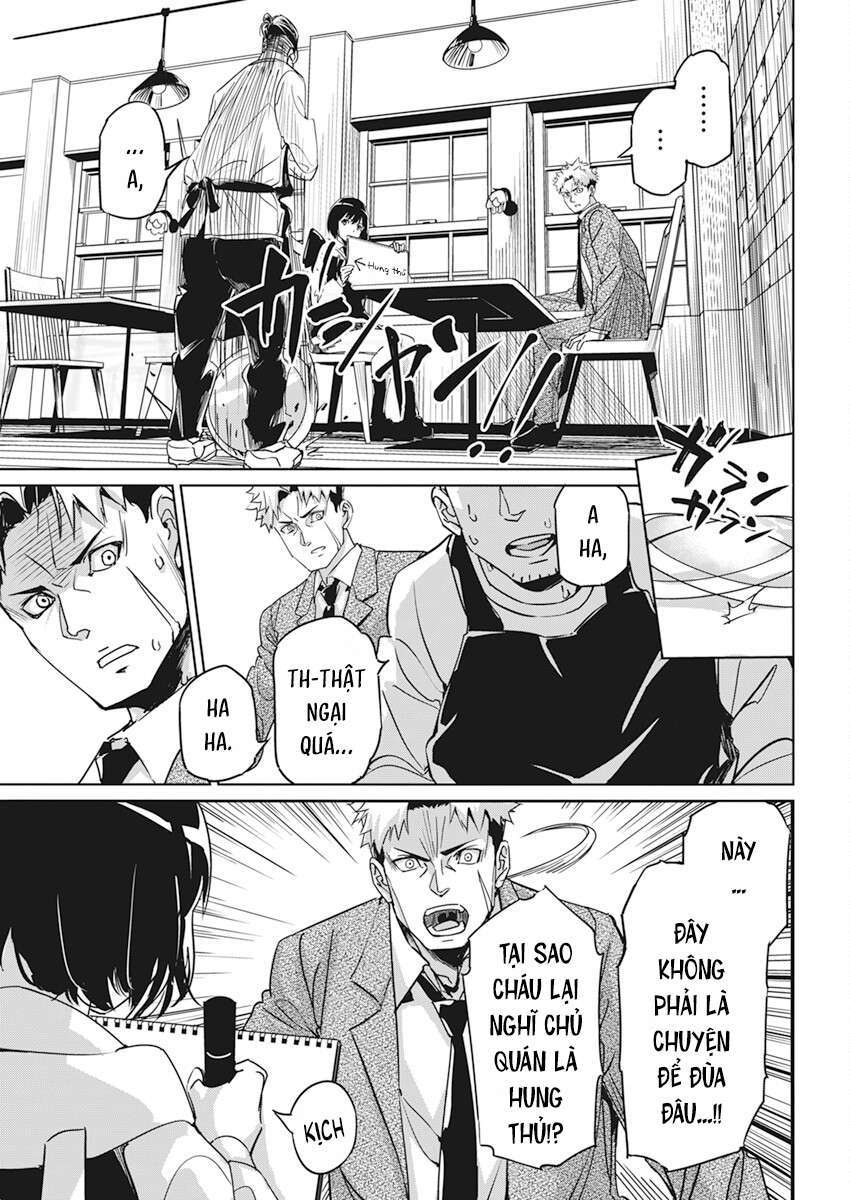 ……
……
…
A,
← Hung thủ
ガシャァン!!
ガラン
ガラン
A
HA,
TH-THẬT
NGẠI
QUÁ...
HA
HA.
NÀY
...
ĐÂY
KHÔNG
PHẢI LÀ
CHUYỆN
ĐỂ ĐÙA
ĐÂU...!!
TẠI SAO
CHÁU LẠI
NGHĨ CHỦ
QUÁN LÀ
HUNG
THỦ!?
KỊCH